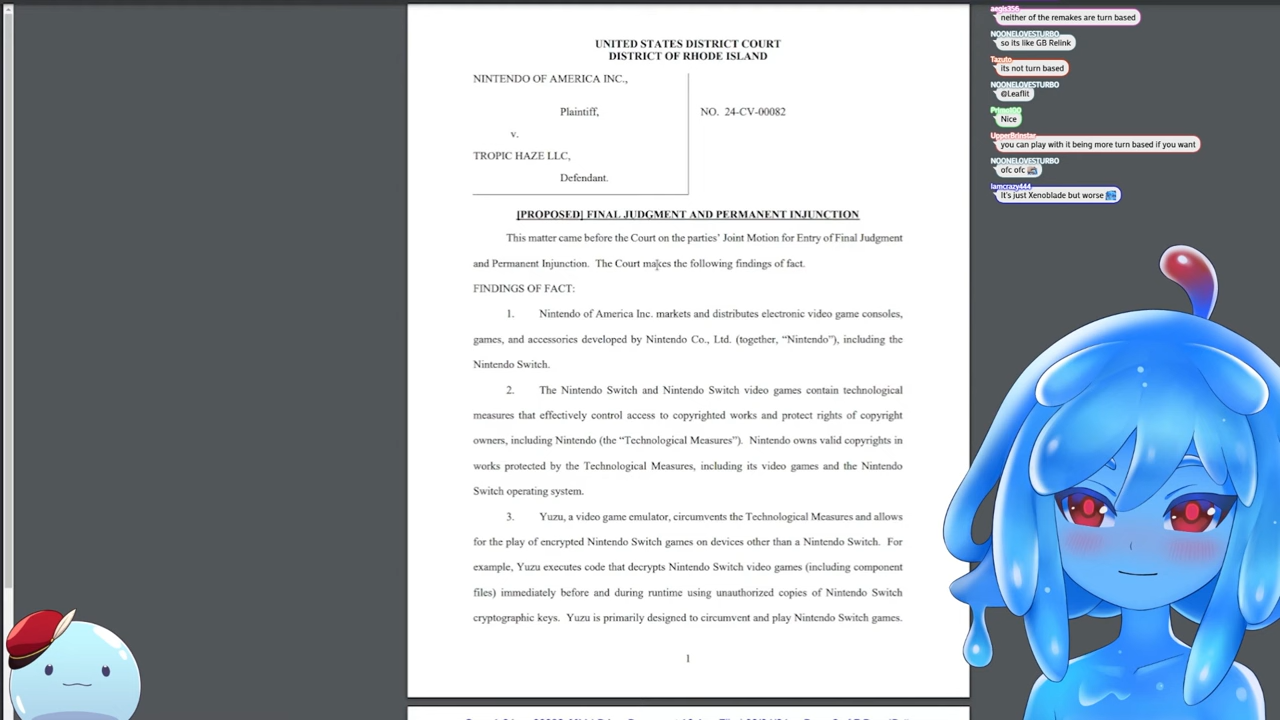 UNITED STATES DISTRICT COURT
DISTRICT OF RHODE ISLAND
NINTENDO OF AMERICA INC.,
Plaintiff,
NO. 24-CV-00082
v.
TROPIC HAZE LLC,
Defendant.
[PROPOSED] FINAL JUDGMENT AND PERMANENT INJUNCTION
This matter came before the Court on the parties' Joint Motion for Entry of Final Judgment
and Permanent Injunction. The Court makes the following findings of fact.
FINDINGS OF FACT:
1. Nintendo of America Inc. markets and distributes electronic video game consoles,
games, and accessories developed by Nintendo Co., Ltd. (together, “Nintendo”), including the
Nintendo Switch.
2. The Nintendo Switch and Nintendo Switch video games contain technological
measures that effectively control access to copyrighted works and protect rights of copyright
owners, including Nintendo (the “Technological Measures”). Nintendo owns valid copyrights in
works protected by the Technological Measures, including its video games and the Nintendo
Switch operating system.
3. Yuzu, a video game emulator, circumvents the Technological Measures and allows
for the play of encrypted Nintendo Switch games on devices other than a Nintendo Switch. For
example, Yuzu executes code that decrypts Nintendo Switch video games (including component
files) immediately before and during runtime using unauthorized copies of Nintendo Switch
cryptographic keys. Yuzu is primarily designed to circumvent and play Nintendo Switch games.
1
aegis356
neither of the remakes are turn based
NOONELOVESTURBO
so its like GB Relink
Tazuto
its not turn based
NOONELOVESTURBO
@Leaflit
Nice
UpperBrinstar
you can play with it being more turn based if you want
NOONELOVESTURBO
ofc ofc
Iamcrazy444
It's just Xenoblade but worse